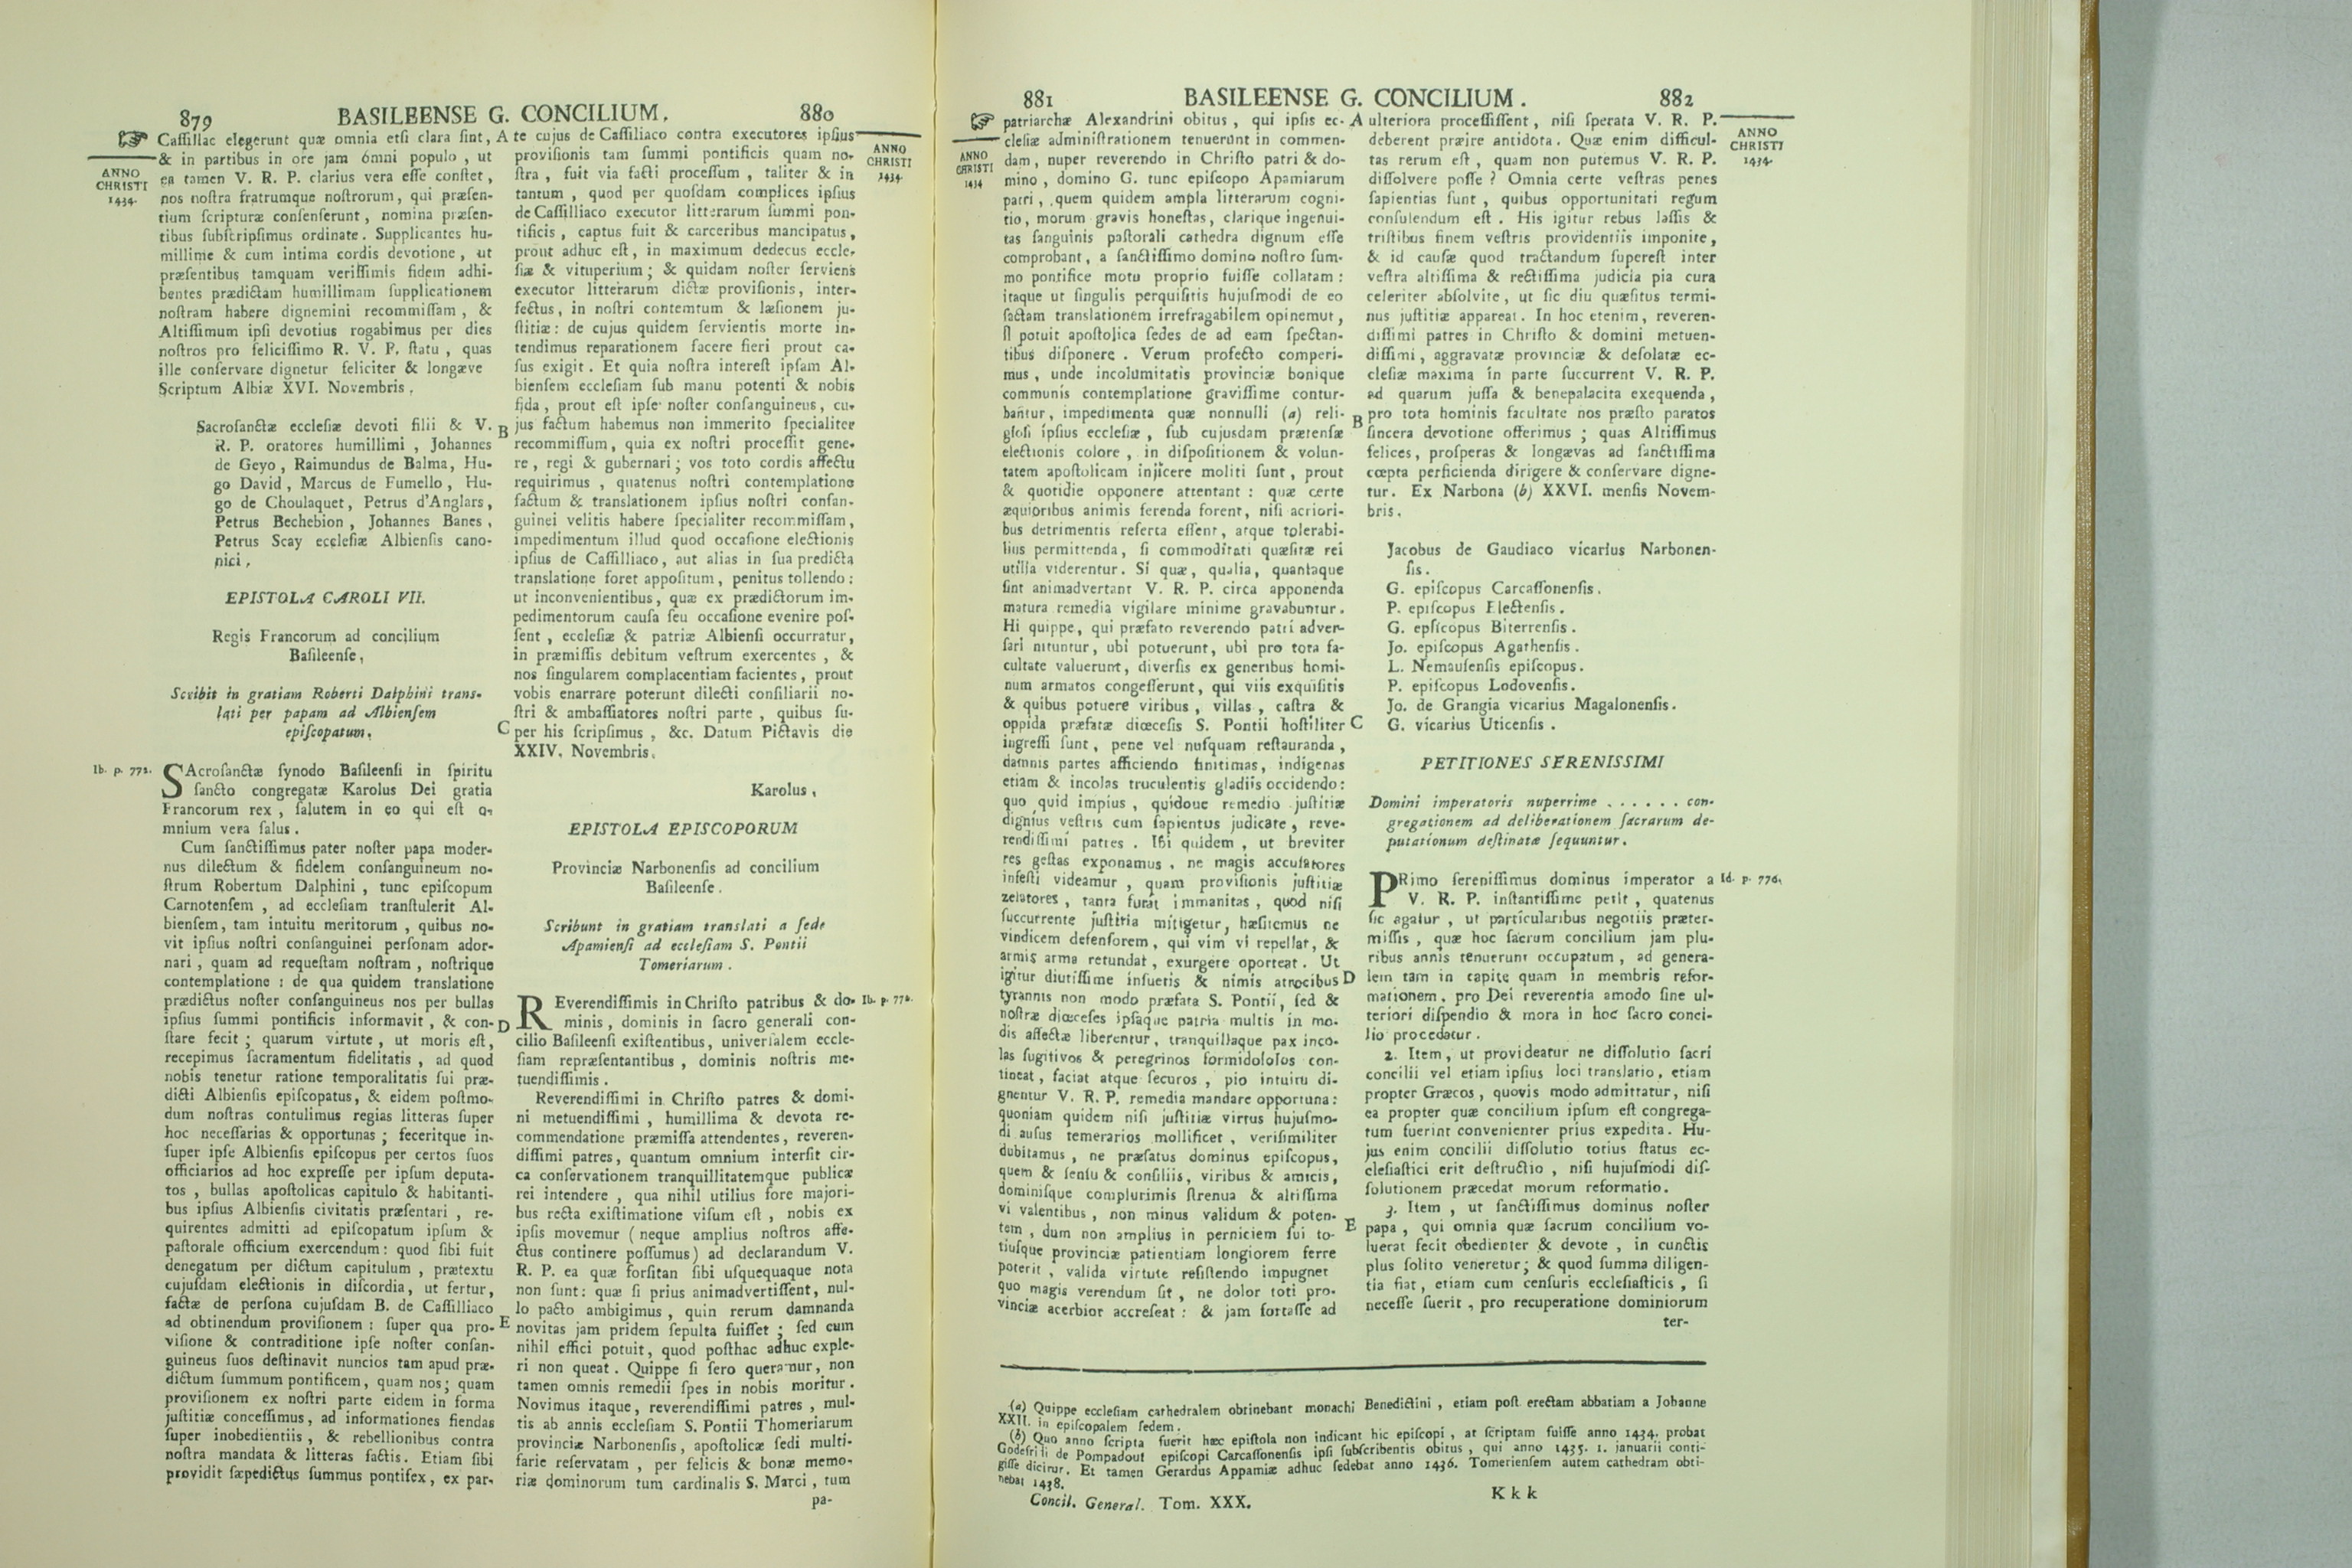 879
BASILEENSE G. CONCILIUM.
880
ANNO
CHRISTI
1434.
Caſſillac elegerunt quæ omnia etſi clara ſint,
& in partibus in ore jam omni populo, ut
ea tamen V. R. P. clarius vera eſſe conſtet,
nos noſtra fratrumque noſtrorum, qui præſen-
tium ſcripturæ conſenſerunt, nomina præſen-
tibus ſubſcripſimus ordinate. Supplicantes hu-
millime & cum intima cordis devotione, ut
præſentibus tamquam veriſſimis fidem adhi-
bentes prædictam humillimam ſupplicationem
noſtram habere dignemini recommiſſam, &
Altiſſimum ipſi devotius rogabimus per dies
noſtros pro feliciſſimo R. V. P. ſtatu, quas
ille conſervare dignetur feliciter & longæve
Scriptum Albiæ XVI. Novembris.
Sacroſanctæ eccleſiæ devoti filii & V.
R. P. oratores humillimi, Johannes
de Geyo, Raimundus de Balma, Hu-
go David, Marcus de Fumello, Hu-
go de Choulaquet, Petrus d'Anglars,
Petrus Bechebion, Johannes Banes,
Petrus Scay eccleſiæ Albienſis cano-
nici,
EPISTOLA CAROLI VII.
Regis Francorum ad concilium
Baſileenſe,
Scribit in gratiam Roberti Dalphini trans-
lati per papam ad Albienſem
epiſcopatum.
Ib. p. 772.
SAcroſanctæ ſynodo Baſileenſi in ſpiritu
ſancto congregatæ Karolus Dei gratia
Francorum rex, ſalutem in eo qui eſt o-
mnium vera ſalus.
Cum ſanctiſſimus pater noſter papa moder-
nus dilectum & fidelem conſanguineum no-
ſtrum Robertum Dalphini, tunc epiſcopum
Carnotenſem, ad eccleſiam tranſtulerit Al-
bienſem, tam intuitu meritorum, quibus no-
vit ipſius noſtri conſanguinei perſonam ador-
nari, quam ad requeſtam noſtram, noſtrique
contemplatione: de qua quidem translatione
prædictus noſter conſanguineus nos per bullas
ipſius ſummi pontificis informavit, & con-
ſtare fecit; quarum virtute, ut moris eſt,
recepimus ſacramentum fidelitatis, ad quod
nobis tenetur ratione temporalitatis ſui præ-
dicti Albienſis epiſcopatus, & eidem poſtmo-
dum noſtras contulimus regias litteras ſuper
hoc neceſſarias & opportunas; feceritque in-
ſuper ipſe Albienſis epiſcopus per certos ſuos
officiarios ad hoc expreſſe per ipſum deputa-
tos, bullas apoſtolicas capitulo & habitanti-
bus ipſius Albienſis civitatis præſentari, re-
quirentes admitti ad epiſcopatum ipſum &
paſtorale officium exercendum: quod ſibi fuit
denegatum per dictum capitulum, prætextu
cujuſdam electionis in diſcordia, ut fertur,
factæ de perſona cujuſdam B. de Caſſilliaco
ad obtinendum proviſionem: ſuper qua pro-
viſione & contraditione ipſe noſter conſan-
guineus ſuos deſtinavit nuncios tam apud præ-
dictum ſummum pontificem, quam nos; quam
proviſionem ex noſtri parte eidem in forma
juſtitiæ conceſſimus, ad informationes fiendas
ſuper inobedientiis, & rebellionibus contra
noſtra mandata & litteras factis. Etiam ſibi
providit ſæpedictus ſummus pontifex, ex par-
A
B
C
D
E
te cujus de Caſſiliaco contra executores ipſius
proviſionis tam ſummi pontificis quam no-
ſtra, fuit via facti proceſſum, taliter & in
tantum, quod per quoſdam complices ipſius
de Caſſilliaco executor litterarum ſummi pon-
tificis, captus fuit & carceribus mancipatus,
prout adhuc eſt, in maximum dedecus eccle-
ſiæ & vituperium; & quidam noſter ſerviens
executor litterarum dictæ proviſionis, inter-
fectus, in noſtri contemtum & læſionem ju-
ſtitiæ: de cujus quidem ſervientis morte in-
tendimus reparationem facere fieri prout ca-
ſus exigit. Et quia noſtra intereſt ipſam Al-
bienſem eccleſiam ſub manu potenti & nobis
fida, prout eſt ipſe noſter conſanguineus, cu-
jus factum habemus non immerito ſpecialiter
recommiſſum, quia ex noſtri proceſſit gene-
re, regi & gubernari; vos toto cordis affectu
requirimus, quatenus noſtri contemplatione
factum & translationem ipſius noſtri conſan-
guinei velitis habere ſpecialiter recommiſſam,
impedimentum illud quod occaſione electionis
ipſius de Caſſilliaco, aut alias in ſua predicta
translatione foret appoſitum, penitus tollendo:
ut inconvenientibus, quæ ex prædictorum im-
pedimentorum cauſa ſeu occaſione evenire poſ-
ſent, eccleſiæ & patriæ Albienſi occurratur,
in præmiſſis debitum veſtrum exercentes, &
nos ſingularem complacentiam facientes, prout
vobis enarrare poterunt dilecti conſiliarii no-
ſtri & ambaſſiatores noſtri parte, quibus ſu-
per his ſcripſimus, &c. Datum Pictavis die
XXIV. Novembris.
Karolus,
EPISTOLA EPISCOPORUM
Provinciæ Narbonenſis ad concilium
Baſileenſe.
Scribunt in gratiam translati a ſede
Apamienſi ad eccleſiam S. Pontii
Tomeriarum.
REverendiſſimis in Chriſto patribus & do-
minis, dominis in ſacro generali con-
cilio Baſileenſi exiſtentibus, univerſalem eccle-
ſiam repræſentantibus, dominis noſtris me-
tuendiſſimis.
Reverendiſſimi in Chriſto patres & domi-
ni metuendiſſimi, humillima & devota re-
commendatione præmiſſa attendentes, reveren-
diſſimi patres, quantum omnium interſit cir-
ca conſervationem tranquillitatemque publicæ
rei intendere, qua nihil utilius fore majori-
bus recta exiſtimatione viſum eſt, nobis ex
ipſis movemur (neque amplius noſtros affe-
ctus continere poſſumus) ad declarandum V.
R. P. ea quæ forſitan ſibi uſquequaque nota
non ſunt: quæ ſi prius animadvertiſſent, nul-
lo pacto ambigimus, quin rerum damnanda
novitas jam pridem ſepulta fuiſſet; ſed cum
nihil effici potuit, quod poſthac adhuc exple-
ri non queat. Quippe ſi ſero queramur, non
tamen omnis remedii ſpes in nobis moritur.
Novimus itaque, reverendiſſimi patres, mul-
tis ab annis eccleſiam S. Pontii Thomeriarum
provinciæ Narbonenſis, apoſtolicæ ſedi multi-
farie reſervatam, per felicis & bonæ memo-
riæ dominorum tum cardinalis S. Marci, tum
pa-
ANNO
CHRISTI
1434.
Ib. p. 774.
881
BASILEENSE G. CONCILIUM.
882
ANNO
CHRISTI
1434
patriarchæ Alexandrini obitus, qui ipſis ec-
cleſiæ adminiſtrationem tenuerunt in commen-
dam, nuper reverendo in Chriſto patri & do-
mino, domino G. tunc epiſcopo Apamiarum
patri, quem quidem ampla litterarum cogni-
tio, morum gravis honeſtas, clarique ingenui-
tas ſanguinis paſtorali cathedra dignum eſſe
comprobant, a ſanctiſſimo domino noſtro ſum-
mo pontifice motu proprio fuiſſe collatam:
itaque ut ſingulis perquiſitis hujuſmodi de eo
factam translationem irrefragabilem opinemur,
ſi potuit apoſtolica ſedes de ad eam ſpectan-
tibus diſponere. Verum profecto comperi-
mus, unde incolumitatis provinciæ bonique
communis contemplatione graviſſime contur-
bantur, impedimenta quæ nonnulli (a) reli-
gioſi ipſius eccleſiæ, ſub cujusdam prætenſæ
electionis colore, in diſpoſitionem & volun-
tatem apoſtolicam injicere moliti ſunt, prout
& quotidie opponere attentant: quæ certe
æquioribus animis ferenda forent, niſi acriori-
bus detrimentis referta eſſent, atque tolerabi-
lius permittenda, ſi commoditati quæſitæ rei
utilia viderentur. Si quæ, qualia, quantaque
ſint animadvertant V. R. P. circa apponenda
matura remedia vigilare minime gravabuntur.
Hi quippe, qui præfato reverendo patri adver-
ſari nituntur, ubi potuerunt, ubi pro tota fa-
cultate valuerunt, diverſis ex generibus homi-
num armatos congeſſerunt, qui viis exquiſitis
& quibus potuere viribus, villas, caſtra &
oppida præfatæ diœceſis S. Pontii hoſtiliter
ingreſſi ſunt, pene vel nuſquam reſtauranda,
damnis partes afficiendo finitimas, indigenas
etiam & incolas truculentis gladiis occidendo:
quo quid impius, quidque remedio juſtitiæ
dignius veſtris cum ſapientus judicare, reve-
rendiſſimi patres. Ibi quidem, ut breviter
res geſtas exponamus, ne magis accuſatores
infeſti videamur, quam proviſionis juſtitiæ
zelatores, tanta furat immanitas, quod niſi
ſuccurrente juſtitia mitigetur, hæſitemus ne
vindicem defenſorem, qui vim vi repellat, &
armis arma retundat, exurgere oporteat. Ut
igitur diutiſſime inſuetis & nimis atrocibus
tyrannis non modo præfata S. Pontii, ſed &
noſtræ diœceſes ipſaque patria multis in mo-
dis affectæ liberentur, tranquillaque pax inco-
las fugitivos & peregrinos formidoloſos con-
tineat, faciat atque ſecuros, pio intuitu di-
gnentur V. R. P. remedia mandare opportuna:
quoniam quidem niſi juſtitiæ virtus hujuſmo-
di auſus temerarios mollificet, veriſimiliter
dubitamus, ne præfatus dominus epiſcopus,
quem & ſenſu & conſiliis, viribus & amicis,
dominiſque complurimis ſtrenua & altiſſima
vi valentibus, non minus validum & poten-
tem, dum non amplius in perniciem ſui to-
tiuſque provinciæ patientiam longiorem ferre
poterit, valida virtute reſiſtendo impugnet
quo magis verendum ſit, ne dolor toti pro-
vinciæ acerbior accreſcat: & jam fortaſſe ad
A
B
C
D
E
ulteriora proceſſiſſent, niſi ſperata V. R. P.
deberent præire antidota. Quæ enim difficul-
tas rerum eſt, quam non putemus V. R. P.
diſſolvere poſſe? Omnia certe veſtras penes
ſapientias ſunt, quibus opportunitati regum
conſulendum eſt. His igitur rebus laſſis &
triſtibus finem veſtris providentiis imponite,
& id cauſæ quod tractandum ſupereſt inter
veſtra altiſſima & rectiſſima judicia pia cura
celeriter abſolvite, ut ſic diu quæſitus termi-
nus juſtitiæ appareat. In hoc etenim, reveren-
diſſimi patres in Chriſto & domini metuen-
diſſimi, aggravatæ provinciæ & deſolatæ ec-
cleſiæ maxima in parte ſuccurrent V. R. P.
ad quarum juſſa & benepalacita exequenda,
pro tota hominis facultate nos præſto paratos
ſincera devotione offerimus; quas Altiſſimus
felices, proſperas & longævas ad ſanctiſſima
cœpta perficienda dirigere & conſervare digne-
tur. Ex Narbona (b) XXVI. menſis Novem-
bris.
Jacobus de Gaudiaco vicarius Narbonen-
ſis.
G. epiſcopus Carcaſſonenſis.
P. epiſcopus Electenſis.
G. epſicopus Biterrenſis.
Jo. epiſcopus Agathenſis.
L. Nemauſenſis epiſcopus.
P. epiſcopus Lodovenſis.
Jo. de Grangia vicarius Magalonenſis.
G. vicarius Uticenſis.
PETITIONES SERENISSIMI
Domini imperatoris nuperrime . . . . . . con-
gregationem ad deliberationem ſacrarum de-
putationum deſtinatæ ſequuntur.
PRimo ſereniſſimus dominus imperator a
V. R. P. inſtantiſſime petit, quatenus
ſic agatur, ut particularibus negotiis præter-
miſſis, quæ hoc ſacrum concilium jam plu-
ribus annis tenuerunt occupatum, ad genera-
lem tam in capite quam in membris refor-
mationem, pro Dei reverentia amodo ſine ul-
teriori diſpendio & mora in hoc ſacro conci-
lio procedatur.
2. Item, ut provideatur ne diſſolutio ſacri
concilii vel etiam ipſius loci translatio, etiam
propter Græcos, quovis modo admittatur, niſi
ea propter quæ concilium ipſum eſt congrega-
tum fuerint convenienter prius expedita. Hu-
jus enim concilii diſſolutio totius ſtatus ec-
cleſiaſtici erit deſtructio, niſi hujuſmodi diſ-
ſolutionem præcedat morum reformatio.
3. Item, ut ſanctiſſimus dominus noſter
papa, qui omnia quæ ſacrum concilium vo-
luerat fecit obedienter & devote, in cunctis
plus ſolito veneretur; & quod ſumma diligen-
tia fiat, etiam cum cenſuris eccleſiaſticis, ſi
neceſſe fuerit, pro recuperatione dominiorum
ter-
ANNO
CHRISTI
1434.
Id. p. 776.
(a) Quippe eccleſiam cathedralem obtinebant monachi Benedictini, etiam poſt erectam abbatiam a Johanne
XXII. in epiſcopalem ſedem.
(b) Quo anno ſcripta fuerit hæc epiſtola non indicant hic epiſcopi, at ſcriptam fuiſſe anno 1434. probat
Godefridi de Pompadout epiſcopi Carcaſſonenſis ipſi ſubſcribentis obitus, qui anno 1435. 1. januarii conti-
giſſe dicitur. Et tamen Gerardus Appamiæ adhuc ſedebat anno 1436. Tomerienſem autem cathedram obti-
nebat 1438.
Concil. General. Tom. XXX.
K k k